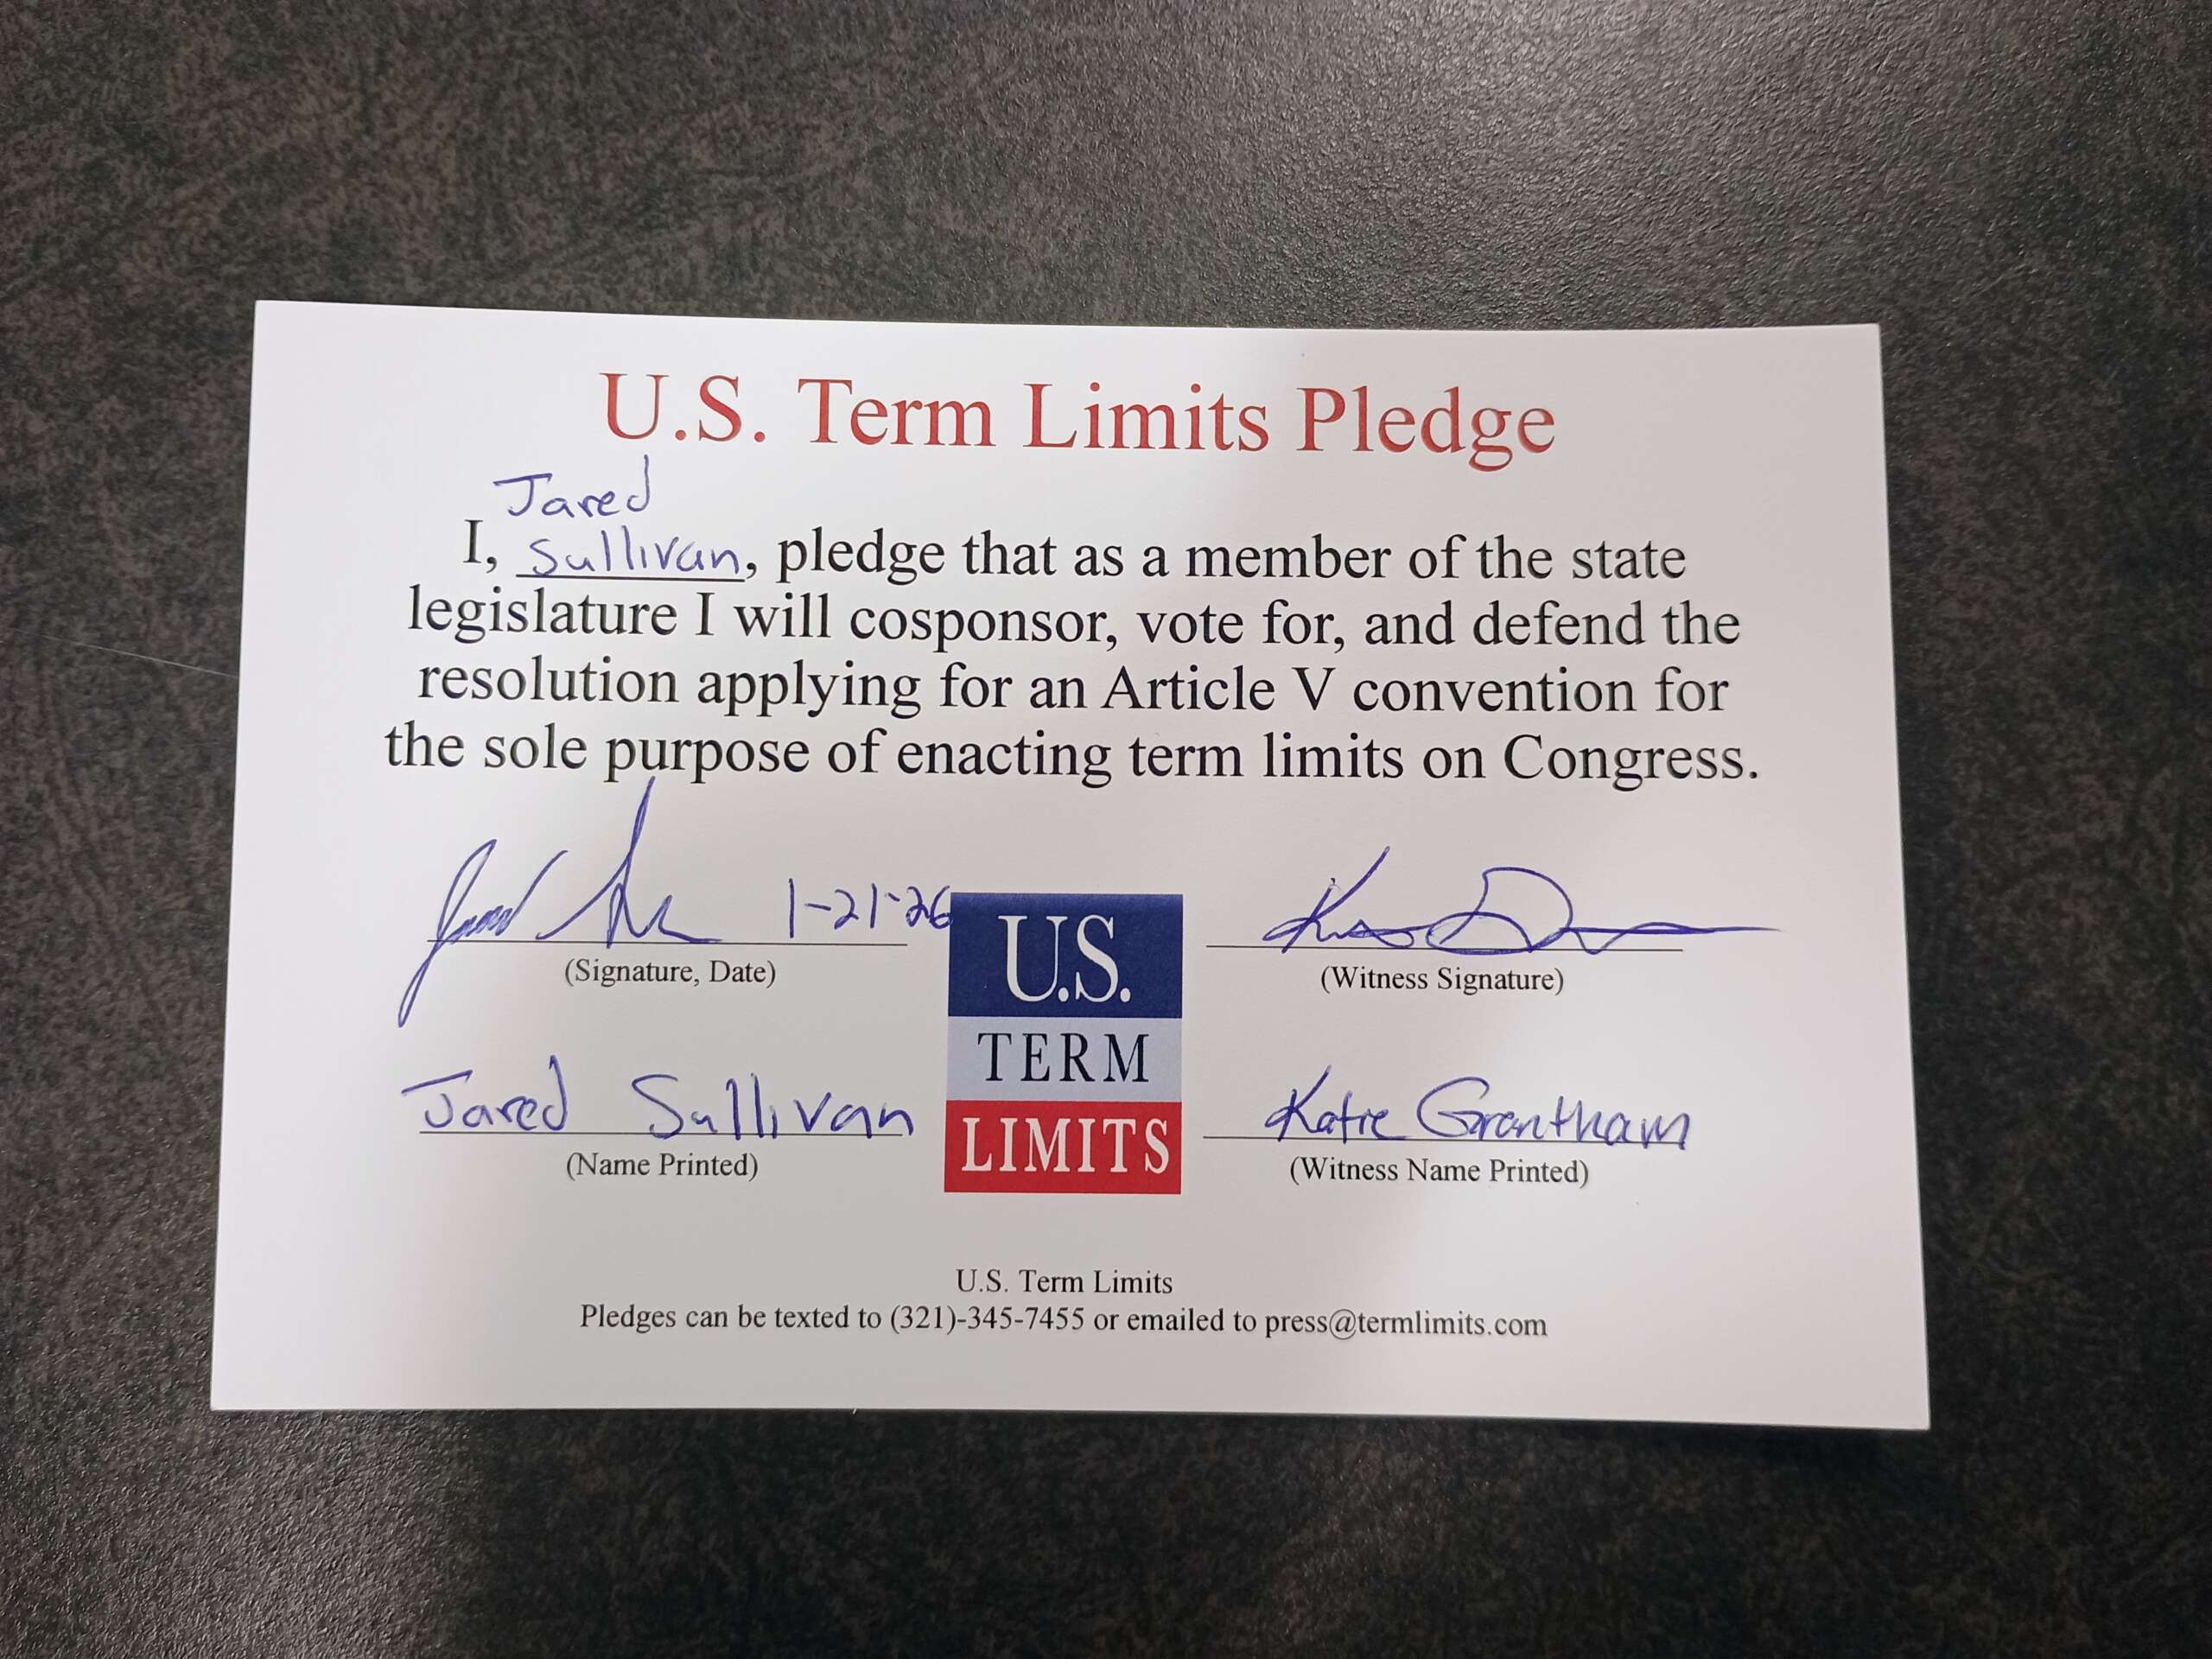 U.S. Term Limits Pledge
Jared
I, Sullivan, pledge that as a member of the state
legislature I will cosponsor, vote for, and defend the
resolution applying for an Article V convention for
the sole purpose of enacting term limits on Congress.
1-21-26
(Signature, Date)
(Witness Signature)
U.S.
TERM
LIMITS
Jared Sullivan
(Name Printed)
Katie Grantham
(Witness Name Printed)
U.S. Term Limits
Pledges can be texted to (321)-345-7455 or emailed to press@termlimits.com